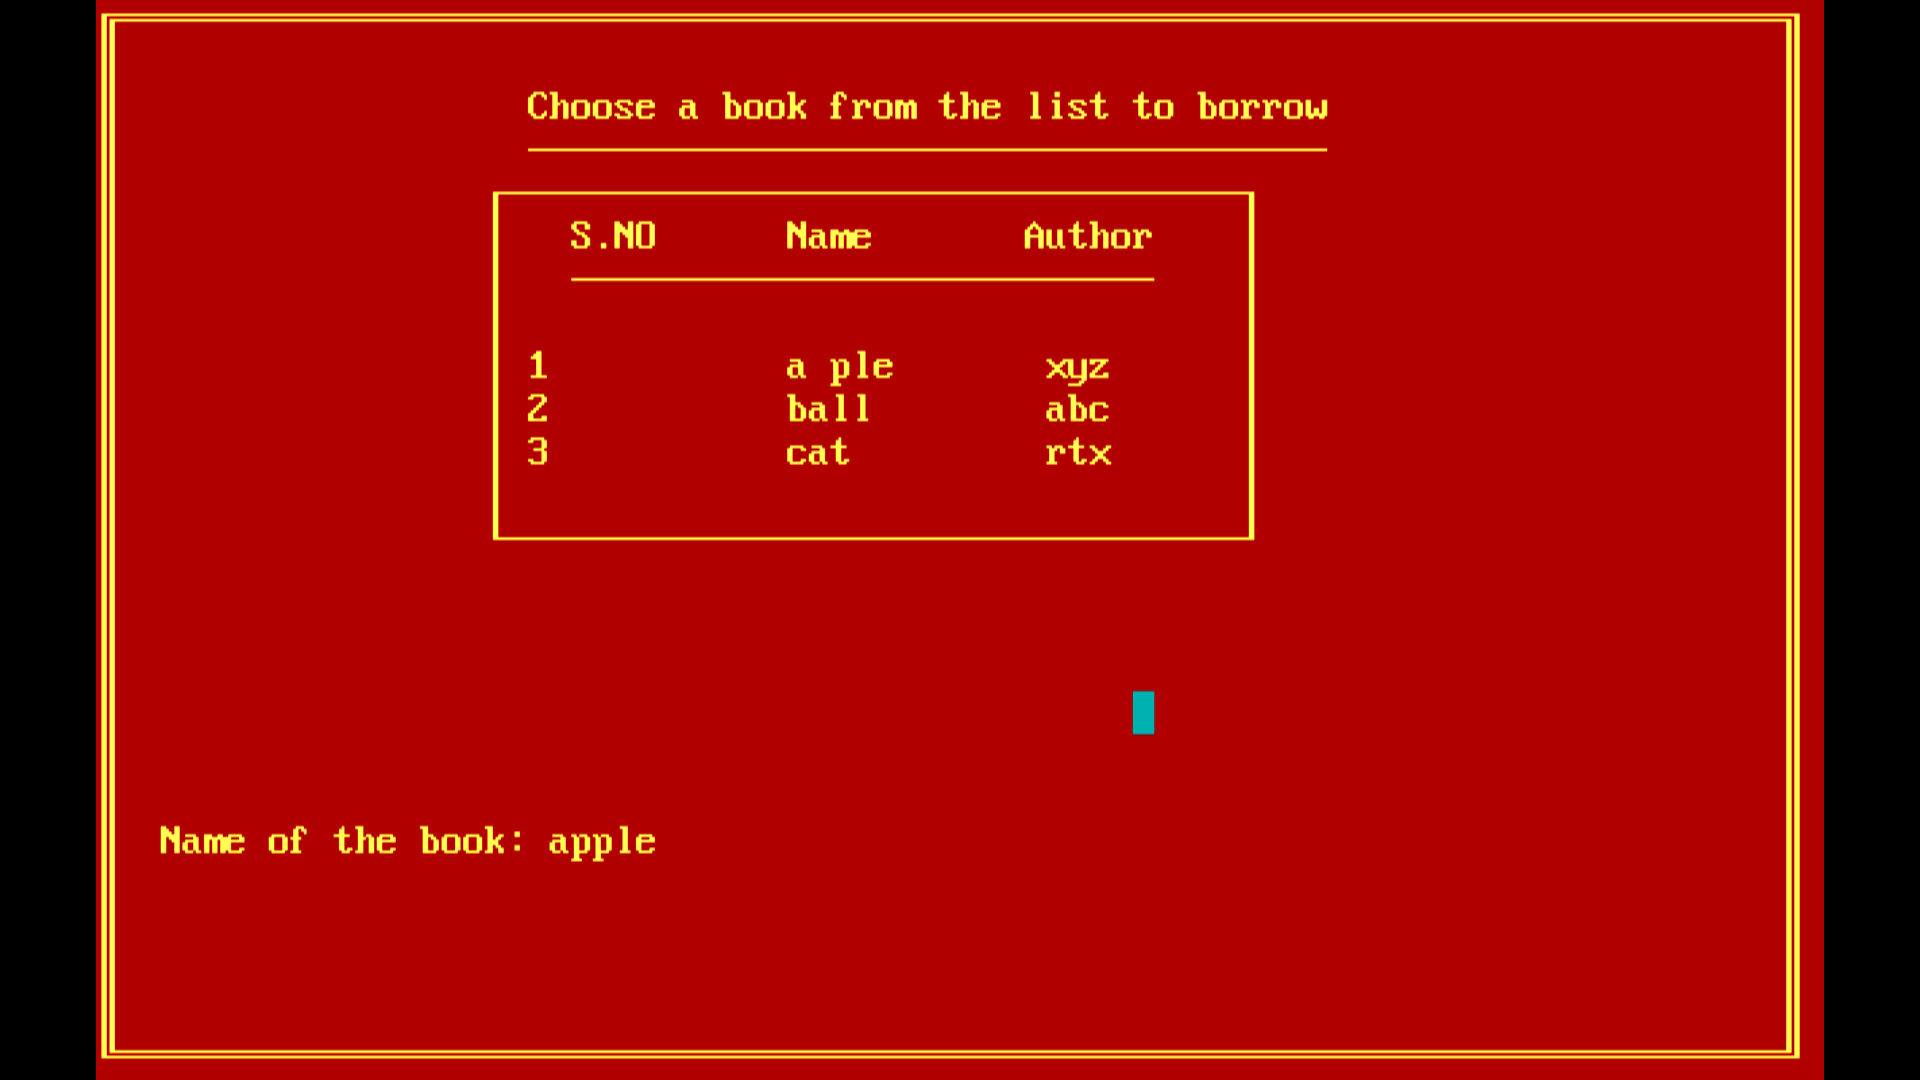 Choose a book from the list to borrow
S.NO Name Author
1 a ple xyz
2 ball abc
3 cat rtx
Name of the book: apple